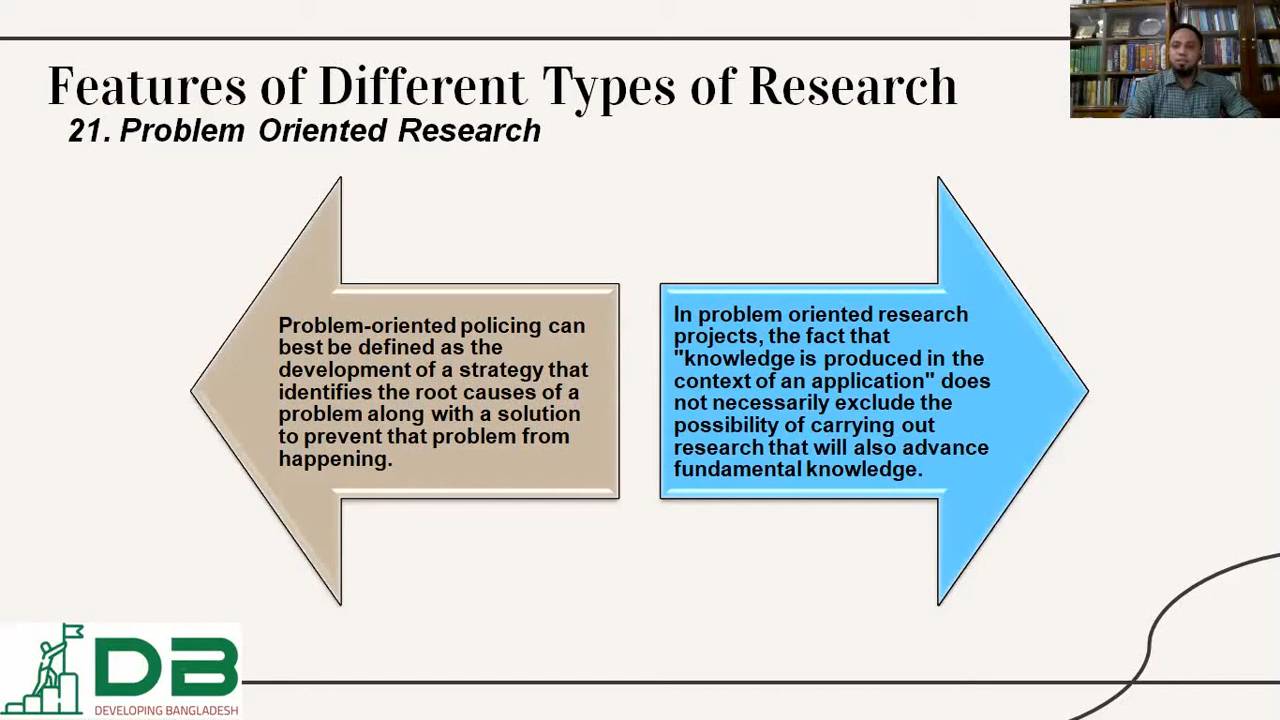 Features of Different Types of Research
21. Problem Oriented Research
Problem-oriented policing can
best be defined as the
development of a strategy that
identifies the root causes of a
problem along with a solution
to prevent that problem from
happening.
In problem oriented research
projects, the fact that
"knowledge is produced in the
context of an application" does
not necessarily exclude the
possibility of carrying out
research that will also advance
fundamental knowledge.
DB
DEVELOPING BANGLADESH